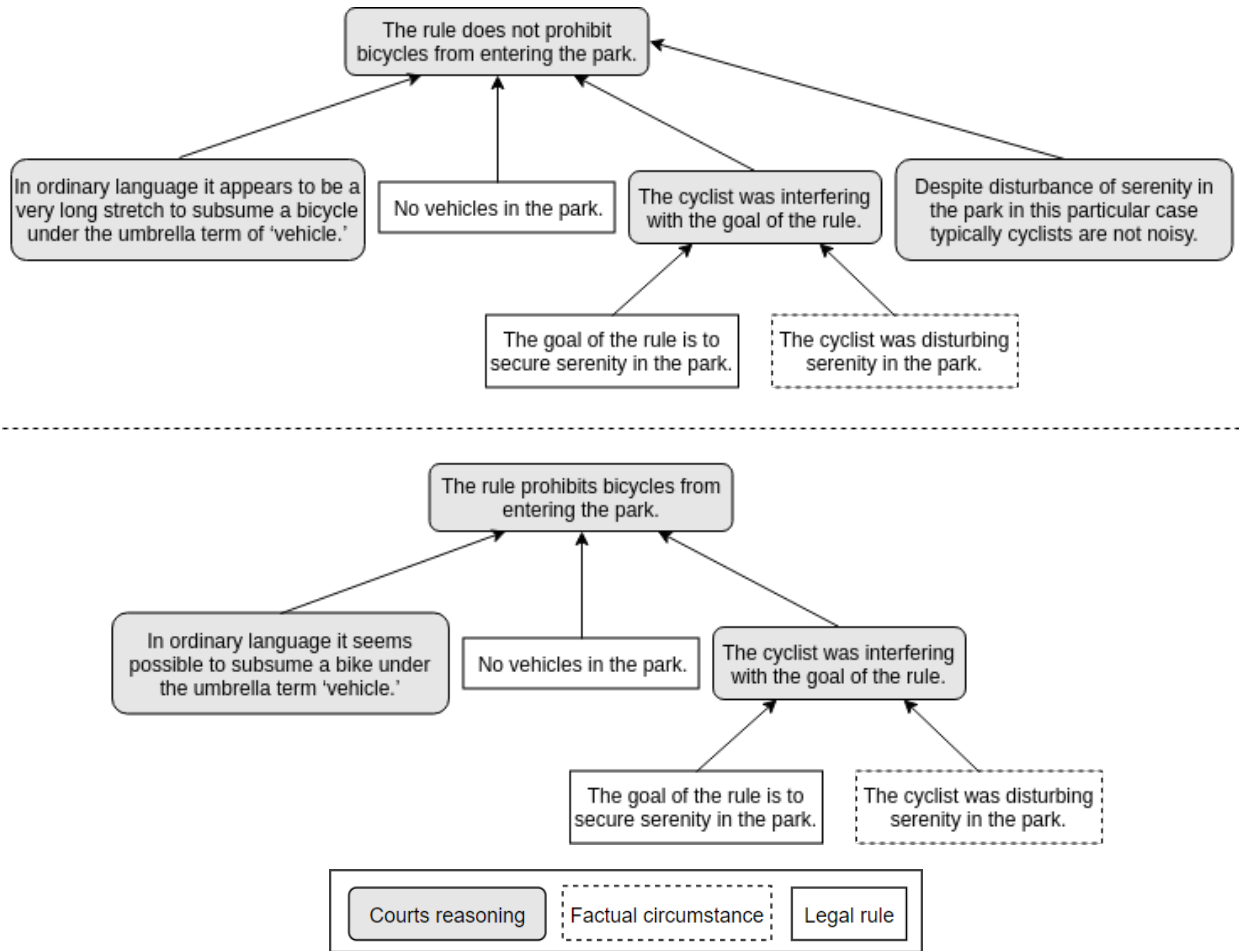 The rule does not prohibit
bicycles from entering the park.
In ordinary language it appears to be a
very long stretch to subsume a bicycle
under the umbrella term of ‘vehicle.’
No vehicles in the park.
The cyclist was interfering
with the goal of the rule.
Despite disturbance of serenity in
the park in this particular case
typically cyclists are not noisy.
The goal of the rule is to
secure serenity in the park.
The cyclist was disturbing
serenity in the park.
The rule prohibits bicycles from
entering the park.
In ordinary language it seems
possible to subsume a bike under
the umbrella term ‘vehicle.’
No vehicles in the park.
The cyclist was interfering
with the goal of the rule.
The goal of the rule is to
secure serenity in the park.
The cyclist was disturbing
serenity in the park.
Courts reasoning
Factual circumstance
Legal rule